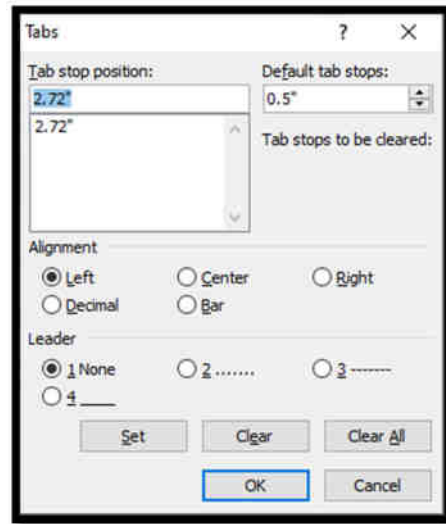 Tabs ? ×
Tab stop position: Default tab stops:
2.72" 0.5"
2.72"
Tab stops to be cleared:
Alignment
Left Center Right
Decimal Bar
Leader
1 None 2 ....... 3 -------
4 ____
Set Clear Clear All
OK Cancel